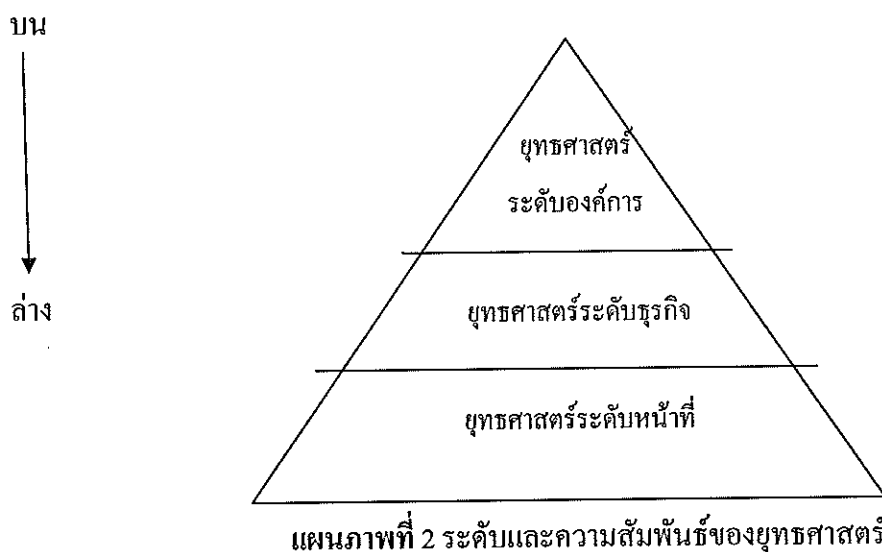 บน
ยุทธศาสตร์
ระดับองค์การ
ล่าง
ยุทธศาสตร์ระดับธุรกิจ
ยุทธศาสตร์ระดับหน้าที่
แผนภาพที่ 2 ระดับและความสัมพันธ์ของยุทธศาสตร์